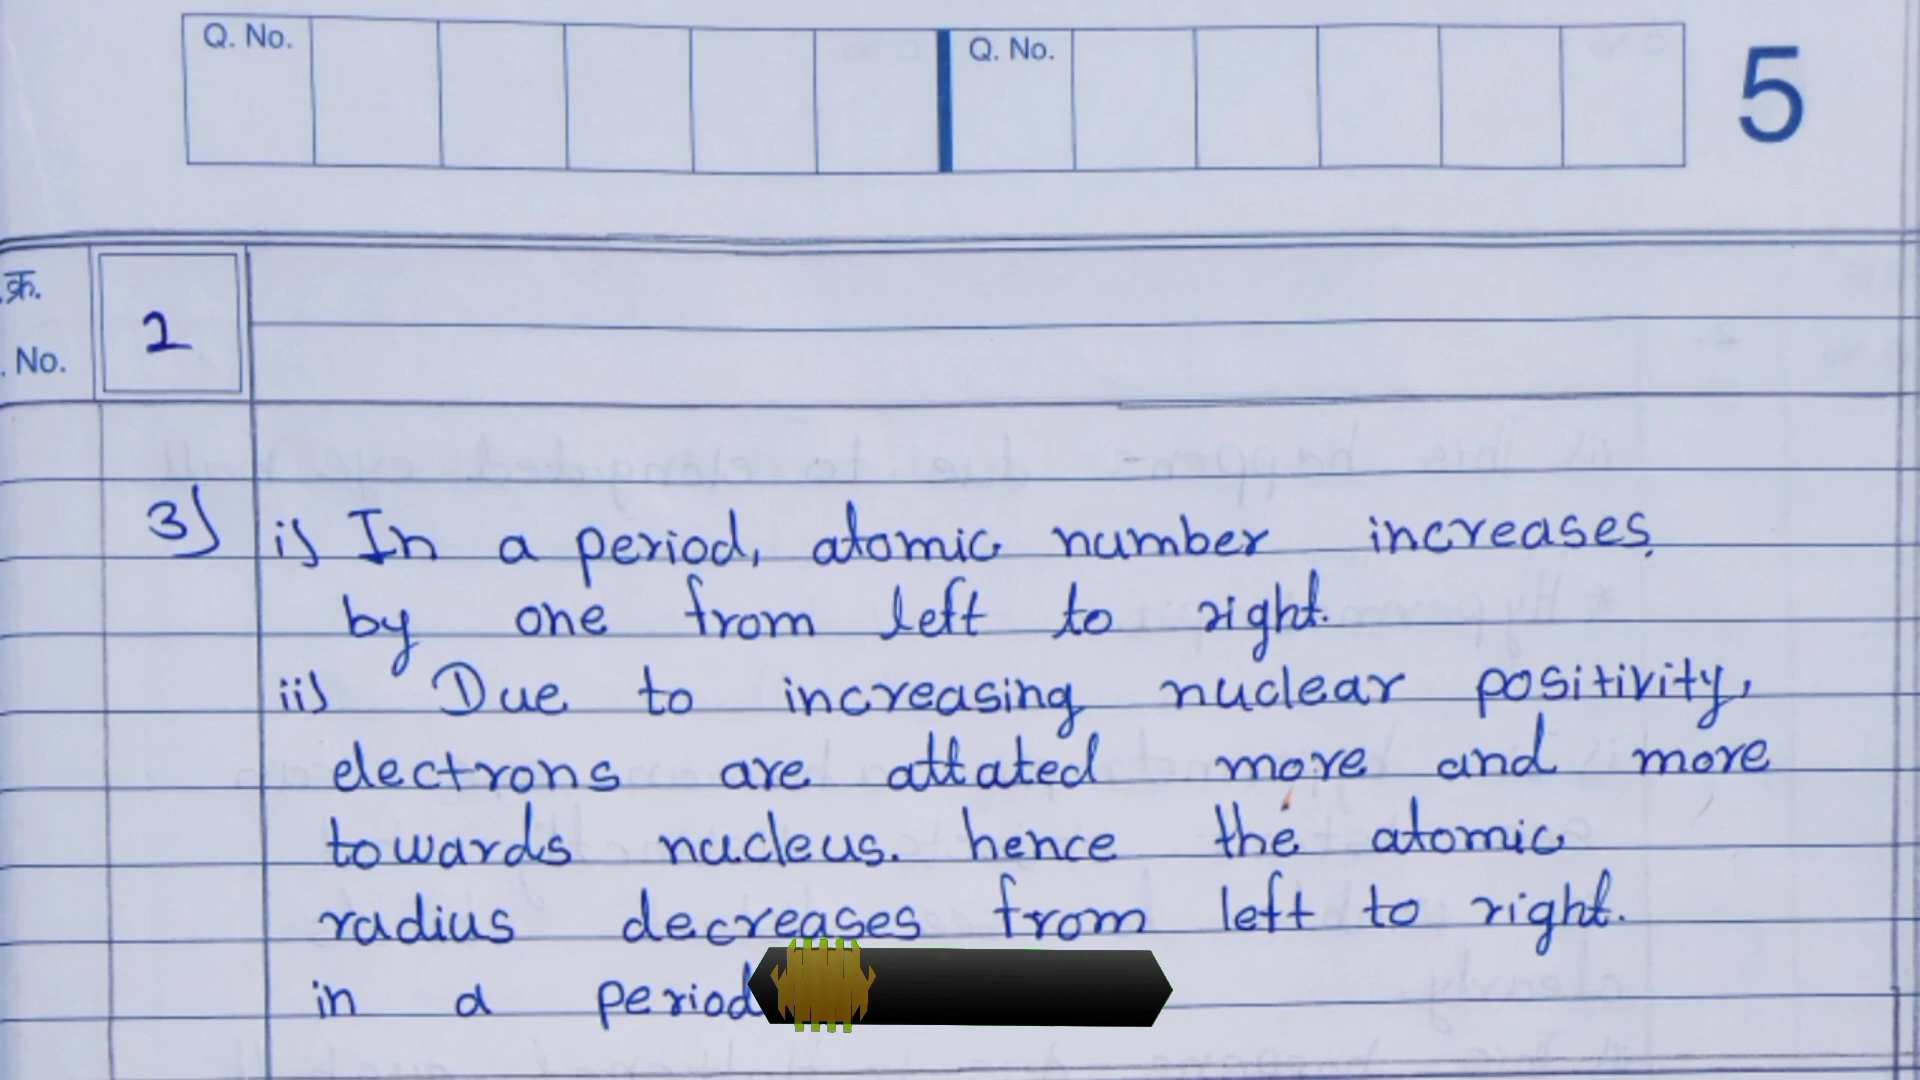 Q. No. Q. No. 5
.क्र. 2
. No.
3) i) In a period, atomic number increases
by one from left to right.
ii) Due to increasing nuclear positivity,
electrons are attated more and more
towards nucleus. hence the atomic
radius decreases from left to right.
in a period